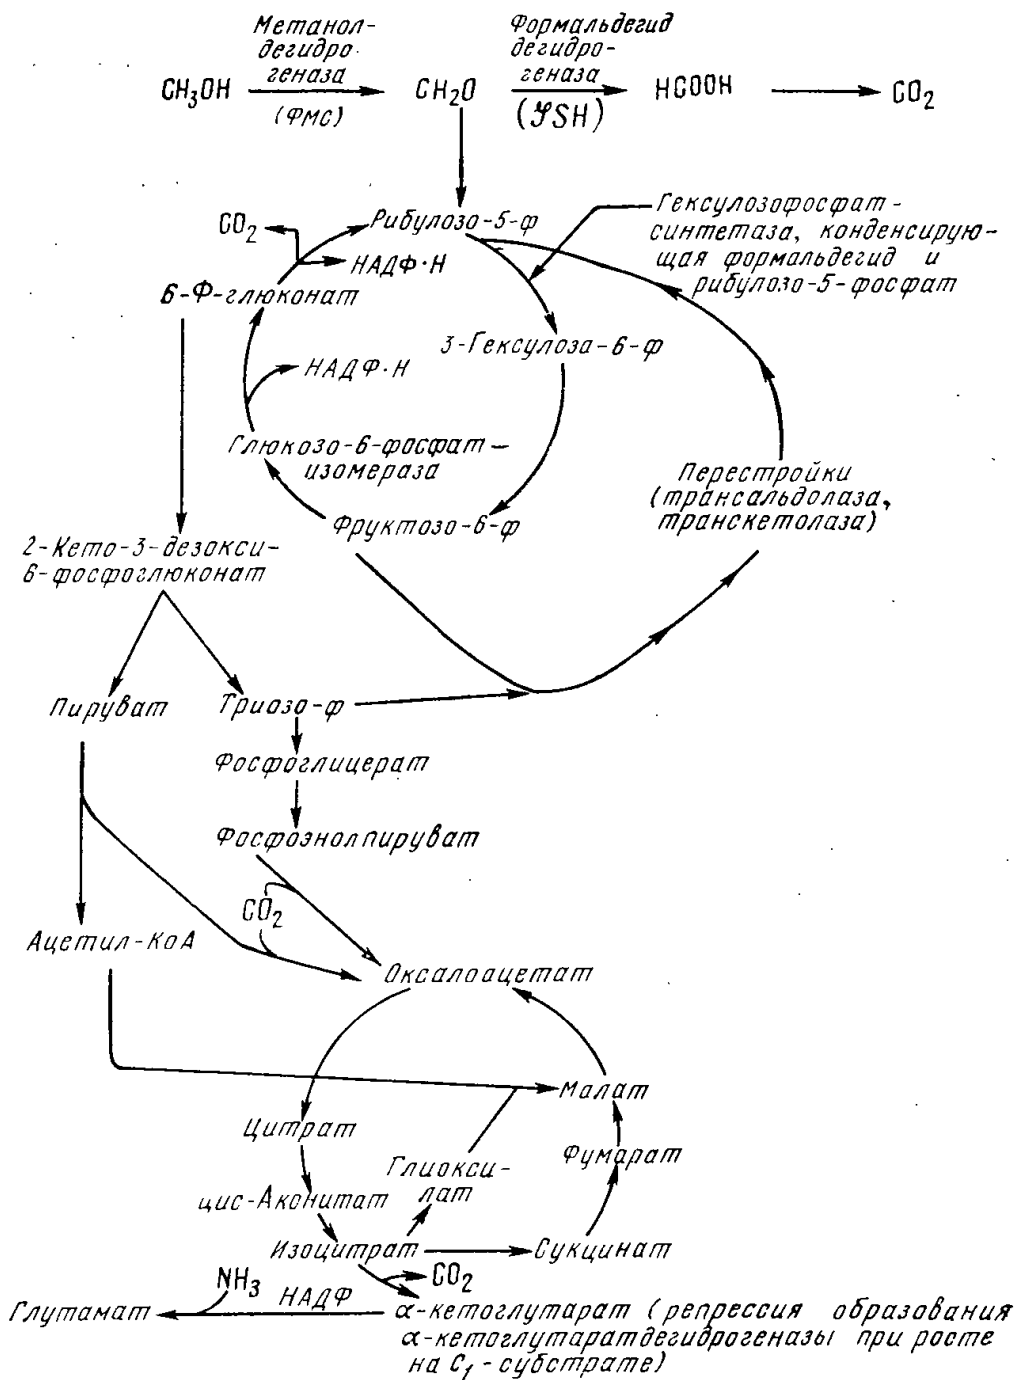 Метанол-
дегидро-
геназа
Формальдегид
дегидро-
геназа
CH₃OH
(ФМС)
CH₂O
(SH)
HCOOH
CO₂
CO₂
НАДФ·Н
Рибулозо-5-ф
Гексулозофосфат-
синтетаза, конденсирую-
щая формальдегид и
рибулозо-5-фосфат
6-Ф-глюконат
3-Гексулоза-6-ф
НАДФ·Н
Глюкозо-6-фосфат-
изомераза
Фруктозо-6-ф
Перестройки
(трансальдолаза,
транскетолаза)
2-Кето-3-дезокси-
6-фосфоглюконат
Пируват
Триозо-ф
Фосфоглицерат
Фосфоэнолпируват
CO₂
Ацетил-КоА
Оксалоацетат
Малат
Цитрат
Глиокси-
лат
Фумарат
цис-Аконитат
Изоцитрат
Сукцинат
CO₂
NH₃
НАДФ
Глутамат
α-кетоглутарат (репрессия образования
α-кетоглутаратдегидрогеназы при росте
на C₁-субстрате)